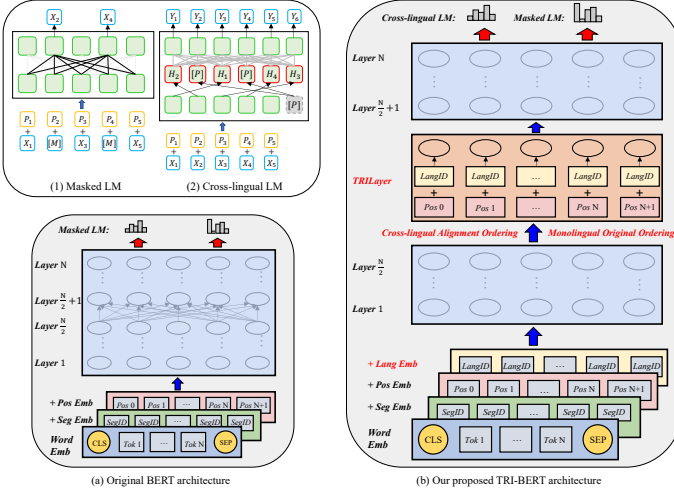 X2 X4
P1 P2 P3 P4 P5
+ + + + +
X1 [M] X3 [M] X5
(1) Masked LM
Y1 Y2 Y3 Y4 Y5 Y6
H2 [P] H1 [P] H4 H3
[P]
P1 P2 P3 P4 P5
+ + + + +
X1 X2 X3 X4 X5
(2) Cross-lingual LM
Masked LM:
Layer N
Layer N/2 +1
Layer N/2
Layer 1
+ Pos Emb
Pos 0 Pos 1 ... Pos N Pos N+1
+ Seg Emb
SegID SegID ... SegID SegID
Word Emb
CLS Tok 1 ... Tok N SEP
(a) Original BERT architecture
Cross-lingual LM: Masked LM:
Layer N
Layer N/2 +1
TRILayer
LangID LangID ... LangID LangID
+ + + + +
Pos 0 Pos 1 ... Pos N Pos N+1
Cross-lingual Alignment Ordering Monolingual Original Ordering
Layer N/2
Layer 1
+ Lang Emb
LangID LangID ... LangID LangID
+ Pos Emb
Pos 0 Pos 1 ... Pos N Pos N+1
+ Seg Emb
SegID SegID ... SegID SegID
Word Emb
CLS Tok 1 ... Tok N SEP
(b) Our proposed TRI-BERT architecture